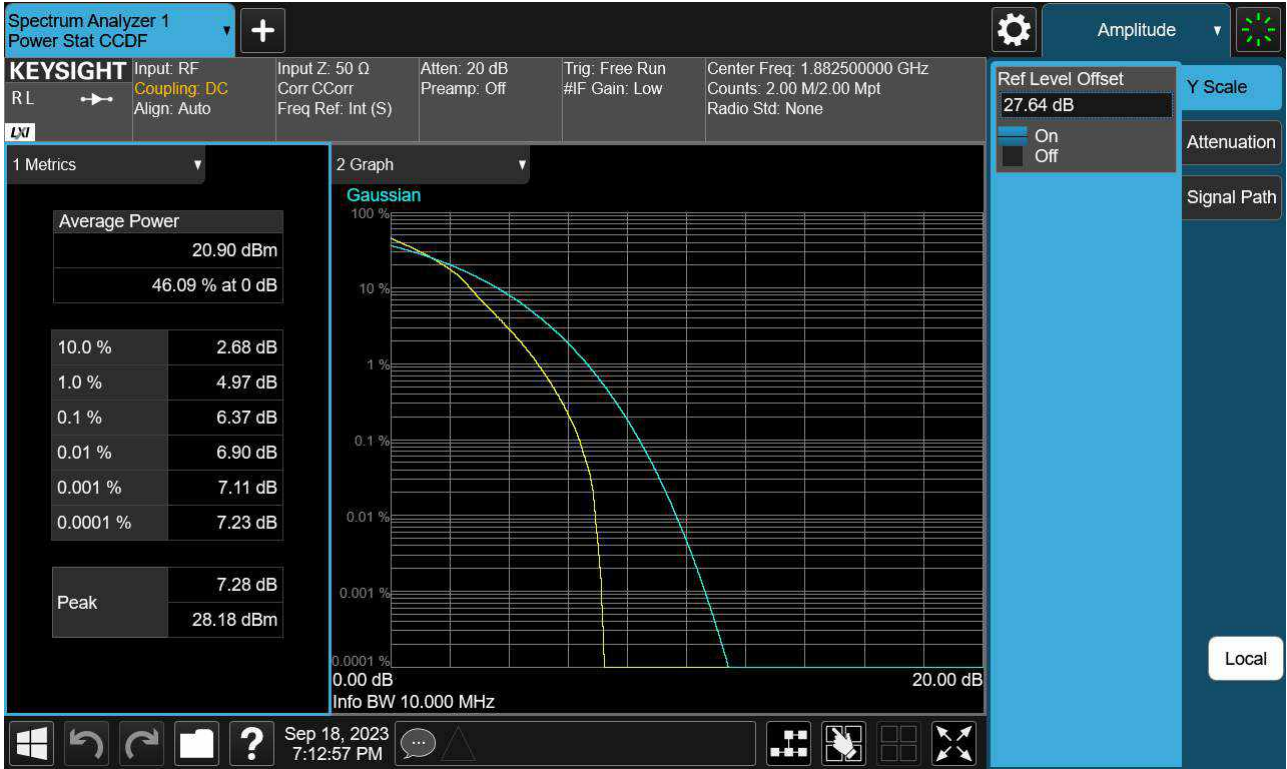 Spectrum Analyzer 1
Power Stat CCDF
Amplitude
KEYSIGHT
RL
LXI
Input: RF
Coupling: DC
Align: Auto
Input Z: 50 Ω
Corr CCorr
Freq Ref: Int (S)
Atten: 20 dB
Preamp: Off
Trig: Free Run
#IF Gain: Low
Center Freq: 1.882500000 GHz
Counts: 2.00 M/2.00 Mpt
Radio Std: None
Ref Level Offset
27.64 dB
On
Off
Y Scale
Attenuation
Signal Path
Local
1 Metrics
Average Power
20.90 dBm
46.09 % at 0 dB
10.0 % 2.68 dB
1.0 % 4.97 dB
0.1 % 6.37 dB
0.01 % 6.90 dB
0.001 % 7.11 dB
0.0001 % 7.23 dB
Peak
7.28 dB
28.18 dBm
2 Graph
Gaussian
100 %
10 %
1 %
0.1 %
0.01 %
0.001 %
0.0001 %
0.00 dB 20.00 dB
Info BW 10.000 MHz
?
Sep 18, 2023
7:12:57 PM